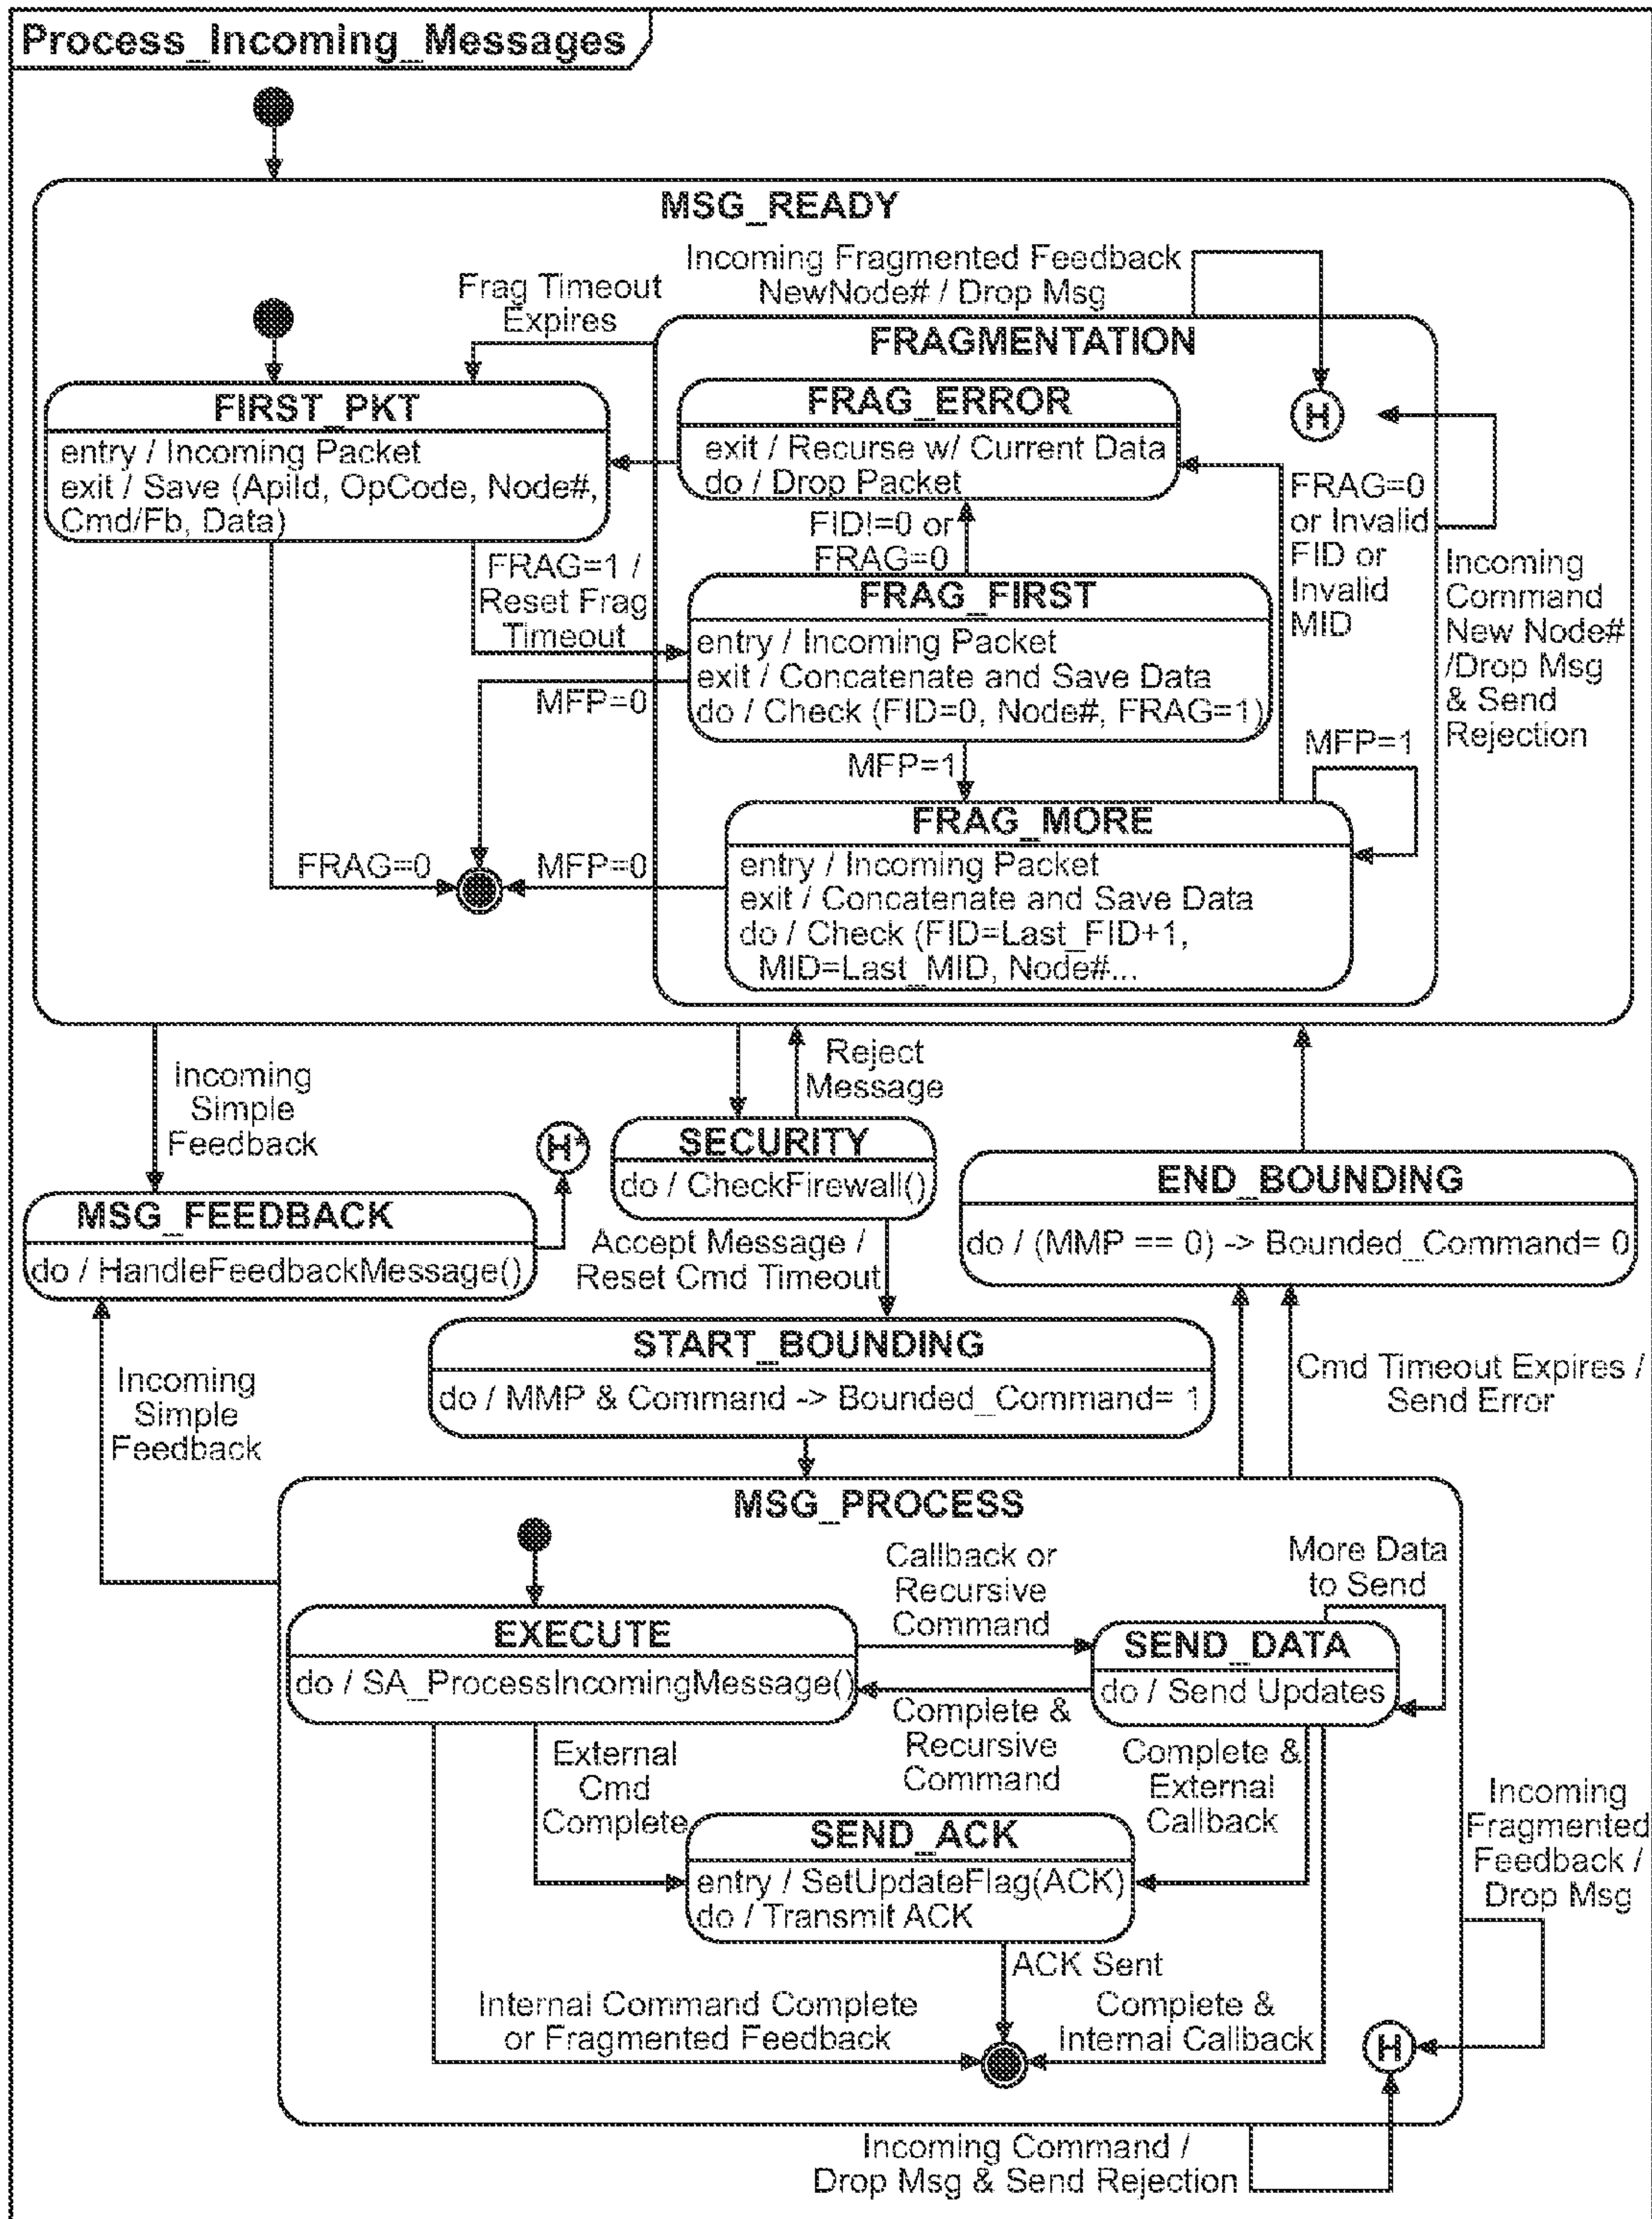 Process_Incoming_Messages
MSG_READY
Incoming Fragmented Feedback
NewNode# / Drop Msg
Frag Timeout
Expires
FRAGMENTATION
FIRST_PKT
entry / Incoming Packet
exit / Save (ApiId, OpCode, Node#,
Cmd/Fb, Data)
FRAG_ERROR
exit / Recurse w/ Current Data
do / Drop Packet
H
FRAG=0
or Invalid
FID or
Invalid
MID
Incoming
Command
New Node#
/Drop Msg
& Send
Rejection
FID!=0 or
FRAG=0
FRAG=1 /
Reset Frag
Timeout
FRAG_FIRST
entry / Incoming Packet
exit / Concatenate and Save Data
do / Check (FID=0, Node#, FRAG=1)
MFP=0
MFP=1
MFP=1
FRAG_MORE
entry / Incoming Packet
exit / Concatenate and Save Data
do / Check (FID=Last_FID+1,
MID=Last_MID, Node#...
FRAG=0
MFP=0
Incoming
Simple
Feedback
Reject
Message
H*
SECURITY
do / CheckFirewall()
MSG_FEEDBACK
do / HandleFeedbackMessage()
END_BOUNDING
do / (MMP == 0) -> Bounded_Command= 0
Accept Message /
Reset Cmd Timeout
START_BOUNDING
do / MMP & Command -> Bounded_Command= 1
Cmd Timeout Expires /
Send Error
Incoming
Simple
Feedback
MSG_PROCESS
Callback or
Recursive
Command
More Data
to Send
EXECUTE
do / SA_ProcessIncomingMessage()
SEND_DATA
do / Send Updates
Complete &
Recursive
Command
External
Cmd
Complete
Complete &
External
Callback
SEND_ACK
entry / SetUpdateFlag(ACK)
do / Transmit ACK
Incoming
Fragmented
Feedback /
Drop Msg
ACK Sent
Internal Command Complete
or Fragmented Feedback
Complete &
Internal Callback
H
Incoming Command /
Drop Msg & Send Rejection